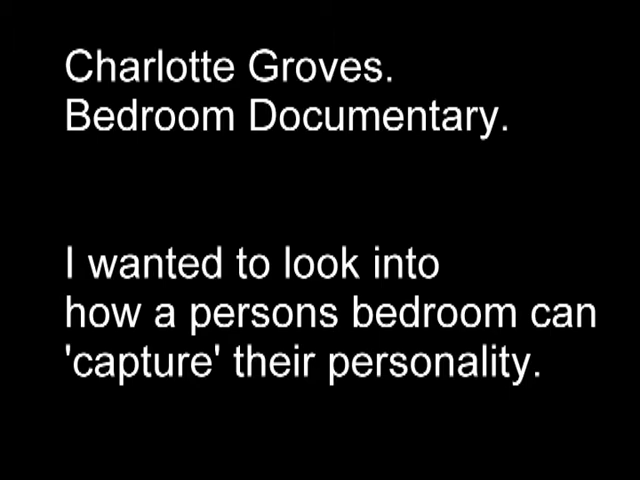 Charlotte Groves.
Bedroom Documentary.
I wanted to look into
how a persons bedroom can
'capture' their personality.